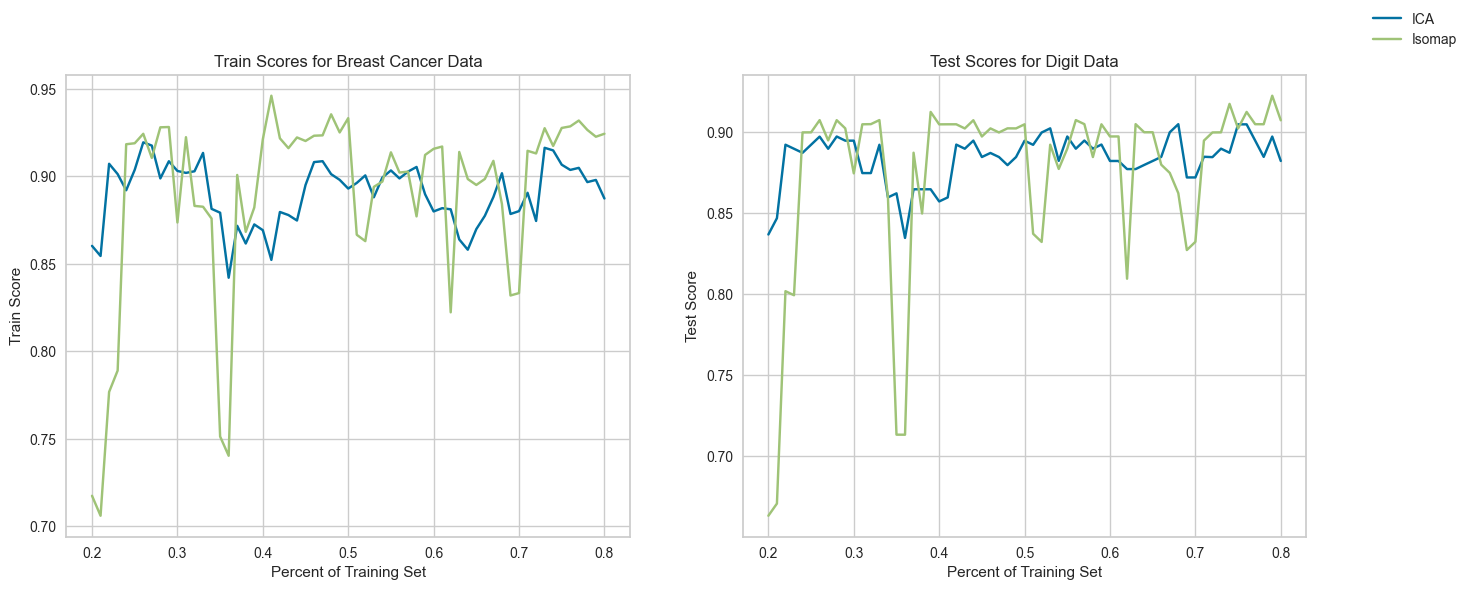 ICA
Isomap
Train Scores for Breast Cancer Data
Train Score
0.95
0.90
0.85
0.80
0.75
0.70
0.2 0.3 0.4 0.5 0.6 0.7 0.8
Percent of Training Set
Test Scores for Digit Data
Test Score
0.90
0.85
0.80
0.75
0.70
0.2 0.3 0.4 0.5 0.6 0.7 0.8
Percent of Training Set